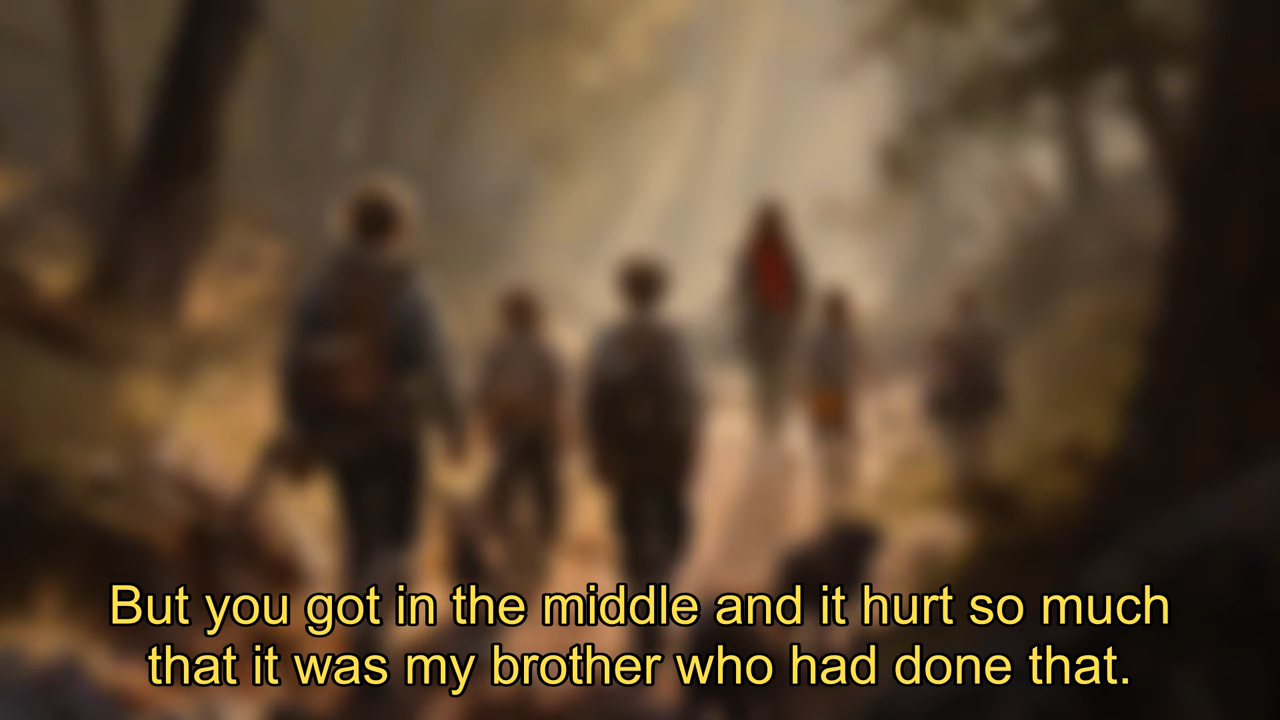 But you got in the middle and it hurt so much
that it was my brother who had done that.